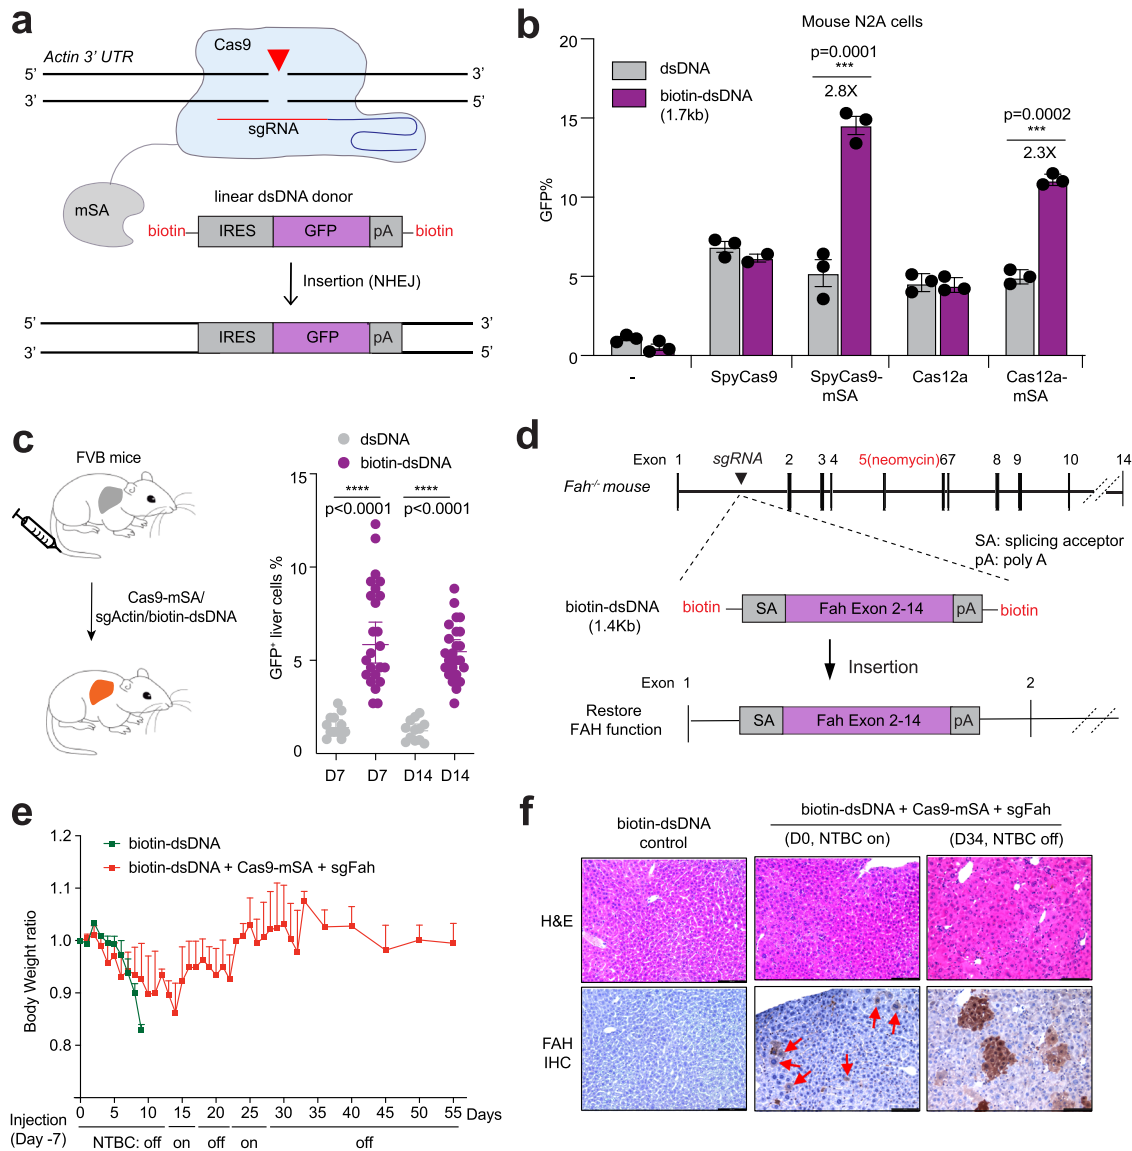 a
Cas9
Actin 3’ UTR
5’
3’
3’
5’
sgRNA
mSA
linear dsDNA donor
biotin
IRES
GFP
pA
biotin
Insertion (NHEJ)
5’
IRES
GFP
pA
3’
3’
5’
b
Mouse N2A cells
dsDNA
biotin-dsDNA
(1.7kb)
p=0.0001
***
2.8X
p=0.0002
***
2.3X
GFP%
20
15
10
5
0
-
SpyCas9
SpyCas9-
mSA
Cas12a
Cas12a-
mSA
c
FVB mice
Cas9-mSA/
sgActin/biotin-dsDNA
dsDNA
biotin-dsDNA
****
p<0.0001
****
p<0.0001
GFP+ liver cells %
15
10
5
0
D7
D7
D14
D14
d
Exon
1
sgRNA
2
3
4
5(neomycin)
6
7
8
9
10
14
Fah-/- mouse
SA: splicing acceptor
pA: poly A
biotin-dsDNA
(1.4Kb)
biotin
SA
Fah Exon 2-14
pA
biotin
Insertion
Exon
1
2
Restore
FAH function
SA
Fah Exon 2-14
pA
e
biotin-dsDNA
biotin-dsDNA + Cas9-mSA + sgFah
Body Weight ratio
1.2
1.1
1.0
0.9
0.8
0
5
10
15
20
25
30
35
40
45
50
55
Days
Injection
(Day -7)
NTBC: off
on
off
on
off
f
biotin-dsDNA
control
biotin-dsDNA + Cas9-mSA + sgFah
(D0, NTBC on)
(D34, NTBC off)
H&E
FAH
IHC